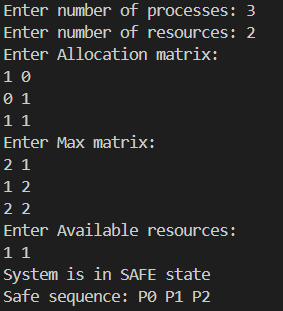 Enter number of processes: 3
Enter number of resources: 2
Enter Allocation matrix:
1 0
0 1
1 1
Enter Max matrix:
2 1
1 2
2 2
Enter Available resources:
1 1
System is in SAFE state
Safe sequence: P0 P1 P2